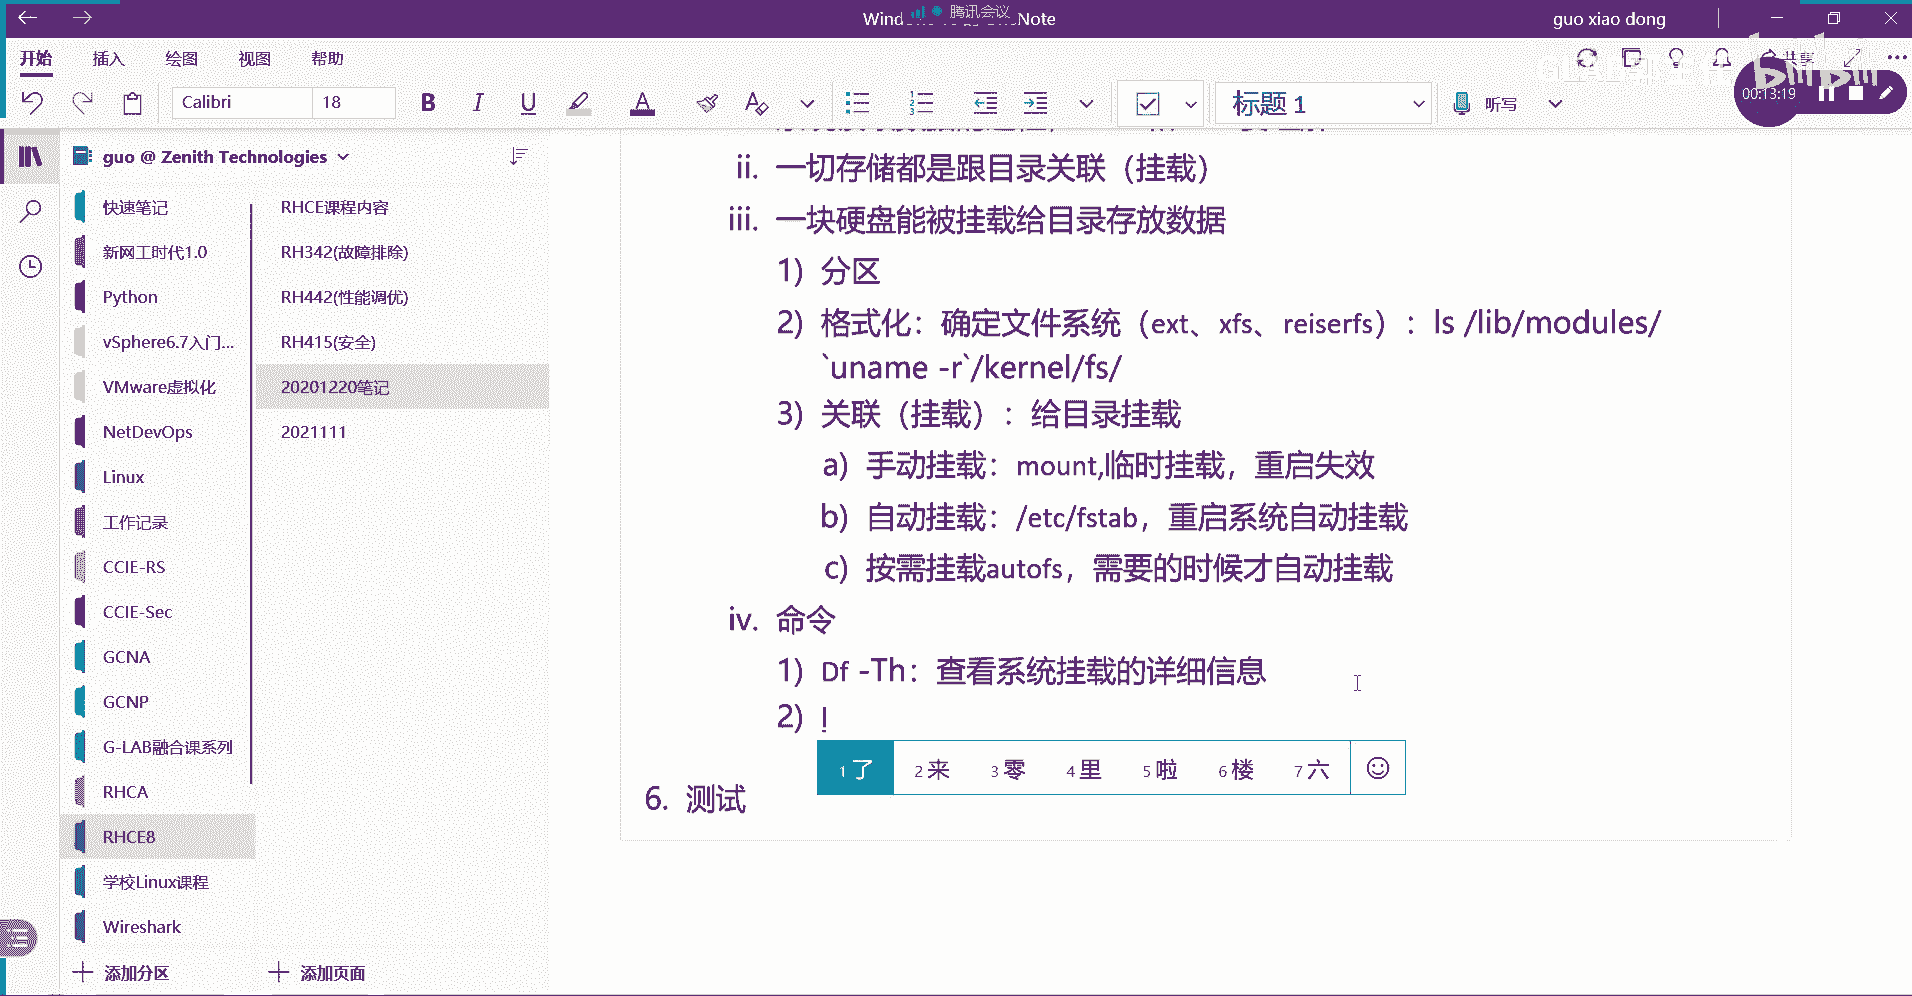 Wind
腾讯会议
Note
guo xiao dong
开始 插入 绘图 视图 帮助
共享
Calibri 18 B I U A 标题 1 听写
00:13:19
guo @ Zenith Technologies
快速笔记
新网工时代1.0
Python
vSphere6.7入门...
VMware虚拟化
NetDevOps
Linux
工作记录
CCIE-RS
CCIE-Sec
GCNA
GCNP
G-LAB融合课系列
RHCA
RHCE8
学校Linux课程
Wireshark
添加分区
RHCE课程内容
RH342(故障排除)
RH442(性能调优)
RH415(安全)
20201220笔记
2021111
添加页面
ii. 一切存储都是跟目录关联（挂载）
iii. 一块硬盘能被挂载给目录存放数据
1) 分区
2) 格式化：确定文件系统（ext、xfs、reiserfs）：ls /lib/modules/
`uname -r`/kernel/fs/
3) 关联（挂载）：给目录挂载
a) 手动挂载：mount,临时挂载，重启失效
b) 自动挂载：/etc/fstab，重启系统自动挂载
c) 按需挂载autofs，需要的时候才自动挂载
iv. 命令
1) Df -Th：查看系统挂载的详细信息
2) l
1 了 2 来 3 零 4 里 5 啦 6 楼 7 六
6. 测试